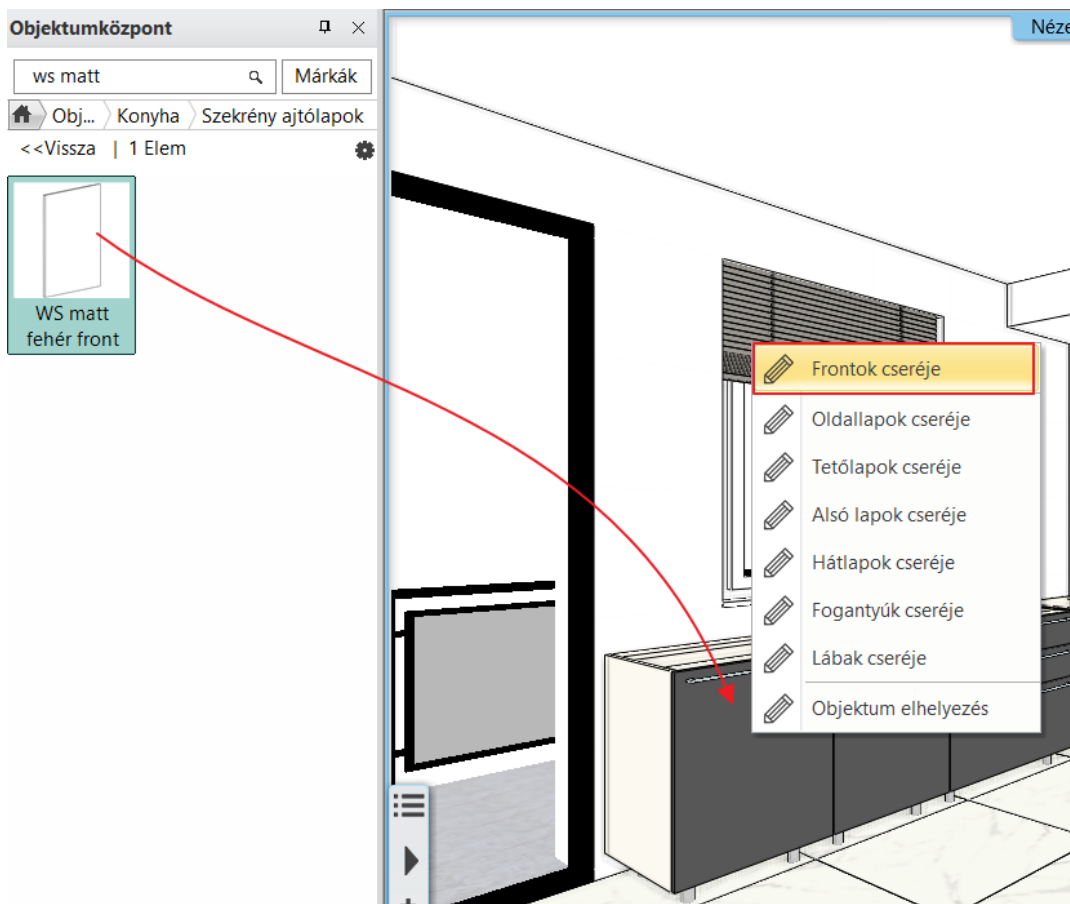 Objektumközpont
ws matt
Márkák
Obj...
Konyha
Szekrény ajtólapok
<<Vissza | 1 Elem
WS matt
fehér front
Néze
Frontok cseréje
Oldallapok cseréje
Tetőlapok cseréje
Alsó lapok cseréje
Hátlapok cseréje
Fogantyúk cseréje
Lábak cseréje
Objektum elhelyezés